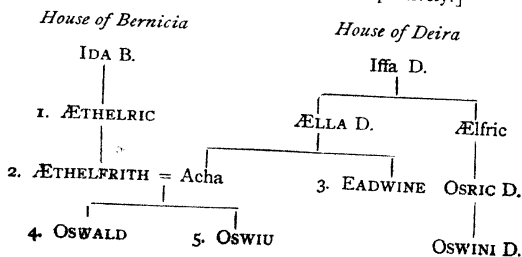 House of Bernicia House of Deira
IDA B. Iffa D.
1. ÆTHELRIC ÆLLA D. Ælfric
2. ÆTHELFRITH = Acha 3. EADWINE OSRIC D.
4. OSWALD 5. OSWIU OSWINI D.